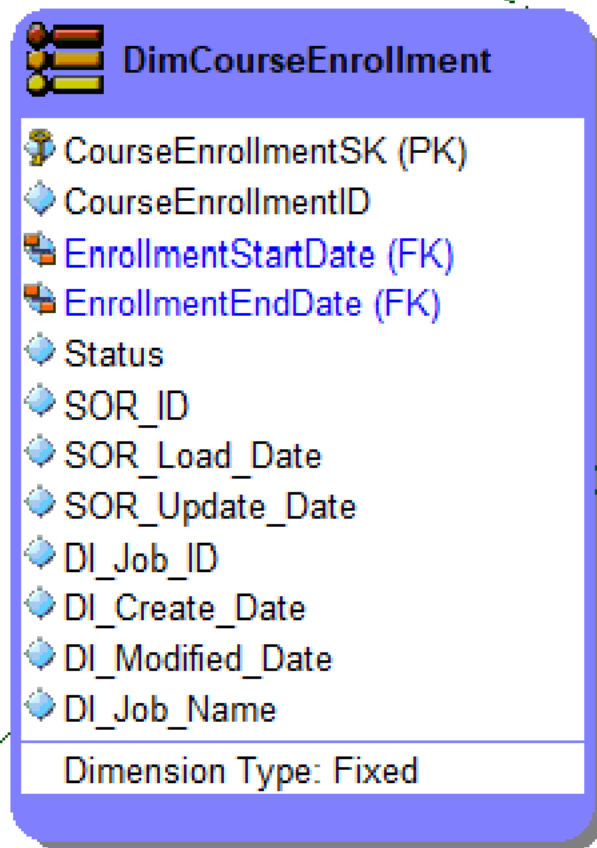 DimCourseEnrollment
CourseEnrollmentSK (PK)
CourseEnrollmentID
EnrollmentStartDate (FK)
EnrollmentEndDate (FK)
Status
SOR_ID
SOR_Load_Date
SOR_Update_Date
DI_Job_ID
DI_Create_Date
DI_Modified_Date
DI_Job_Name
Dimension Type: Fixed